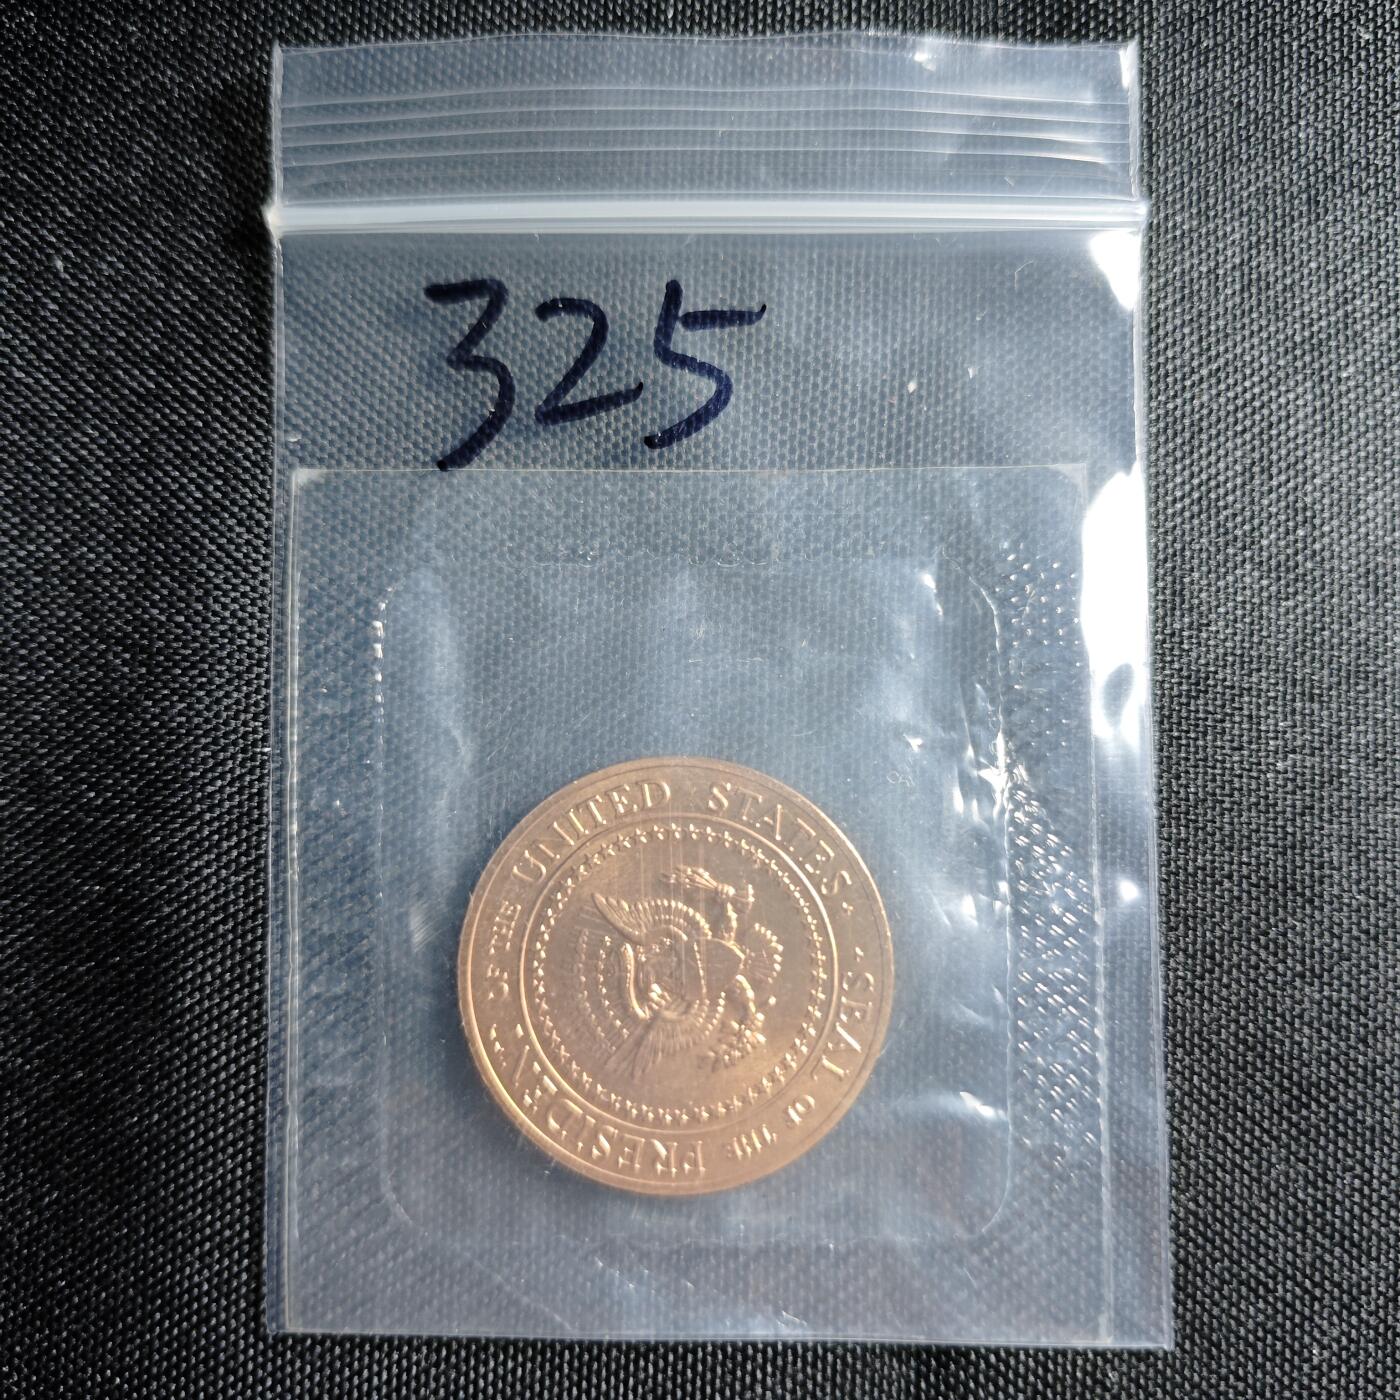 325
SEAL OF THE PRESIDENT OF THE UNITED STATES